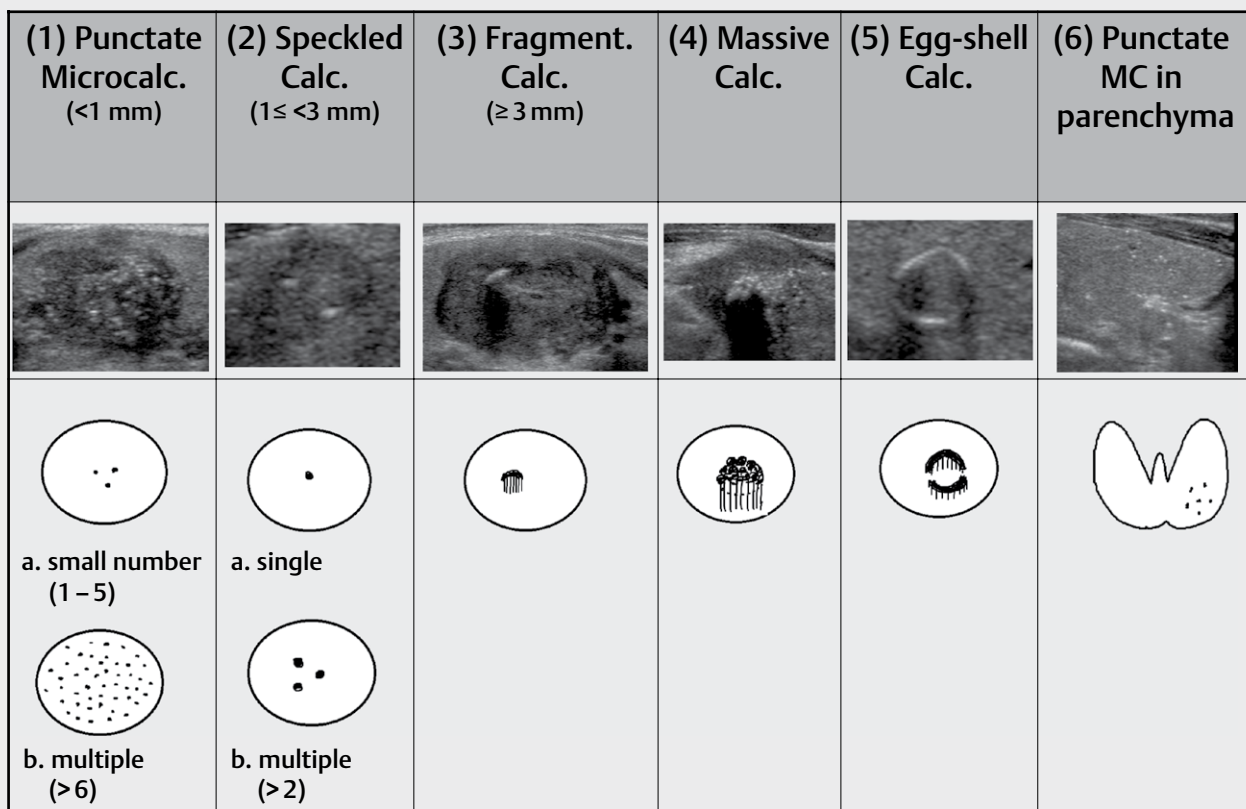 (1) Punctate
Microcalc.
(<1 mm)
(2) Speckled
Calc.
(1≤ <3 mm)
(3) Fragment.
Calc.
(≥ 3 mm)
(4) Massive
Calc.
(5) Egg-shell
Calc.
(6) Punctate
MC in
parenchyma
a. small number
(1 – 5)
b. multiple
(> 6)
a. single
b. multiple
(> 2)